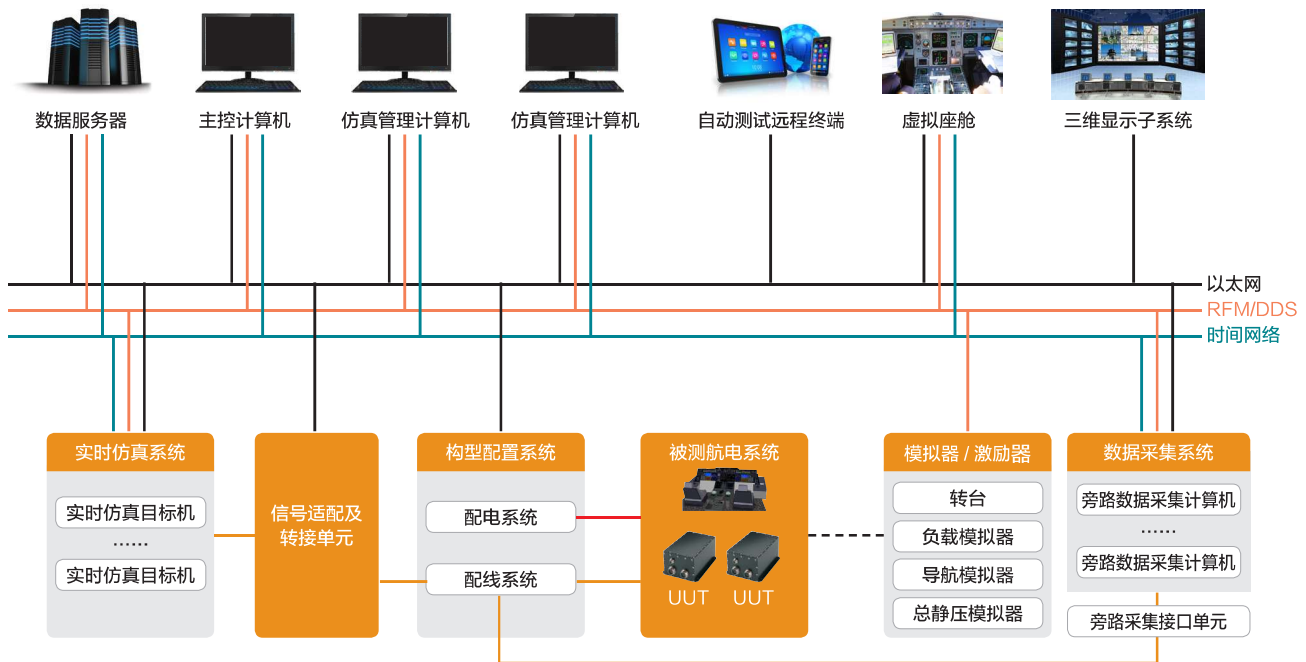 数据服务器
主控计算机
仿真管理计算机
仿真管理计算机
自动测试远程终端
虚拟座舱
三维显示子系统
以太网
RFM/DDS
时间网络
实时仿真系统
实时仿真目标机
......
实时仿真目标机
信号适配及
转接单元
构型配置系统
配电系统
配线系统
被测航电系统
UUT
UUT
模拟器 / 激励器
转台
负载模拟器
导航模拟器
总静压模拟器
数据采集系统
旁路数据采集计算机
......
旁路数据采集计算机
旁路采集接口单元